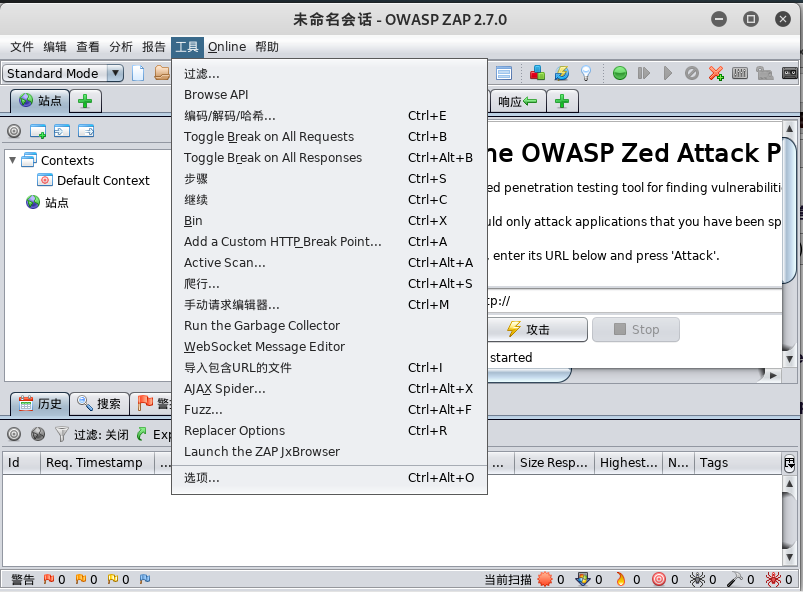 未命名会话 - OWASP ZAP 2.7.0
文件 编辑 查看 分析 报告 工具 Online 帮助
Standard Mode
站点
响应
Contexts
Default Context
站点
过滤...
Browse API
编码/解码/哈希... Ctrl+E
Toggle Break on All Requests Ctrl+B
Toggle Break on All Responses Ctrl+Alt+B
步骤 Ctrl+S
继续 Ctrl+C
Bin Ctrl+X
Add a Custom HTTP Break Point... Ctrl+A
Active Scan... Ctrl+Alt+A
爬行... Ctrl+Alt+S
手动请求编辑器... Ctrl+M
Run the Garbage Collector
WebSocket Message Editor
导入包含URL的文件 Ctrl+I
AJAX Spider... Ctrl+Alt+X
Fuzz... Ctrl+Alt+F
Replacer Options Ctrl+R
Launch the ZAP JxBrowser
选项... Ctrl+Alt+O
he OWASP Zed Attack P
ed penetration testing tool for finding vulnerabiliti
uld only attack applications that you have been sp
, enter its URL below and press 'Attack'.
tp://
攻击 Stop
started
历史 搜索 警
过滤: 关闭 Exp
Id Req. Timestamp ... ... Size Resp... Highest... N... Tags
警告 0 0 0 当前扫描 0 0 0 0 0 0 0